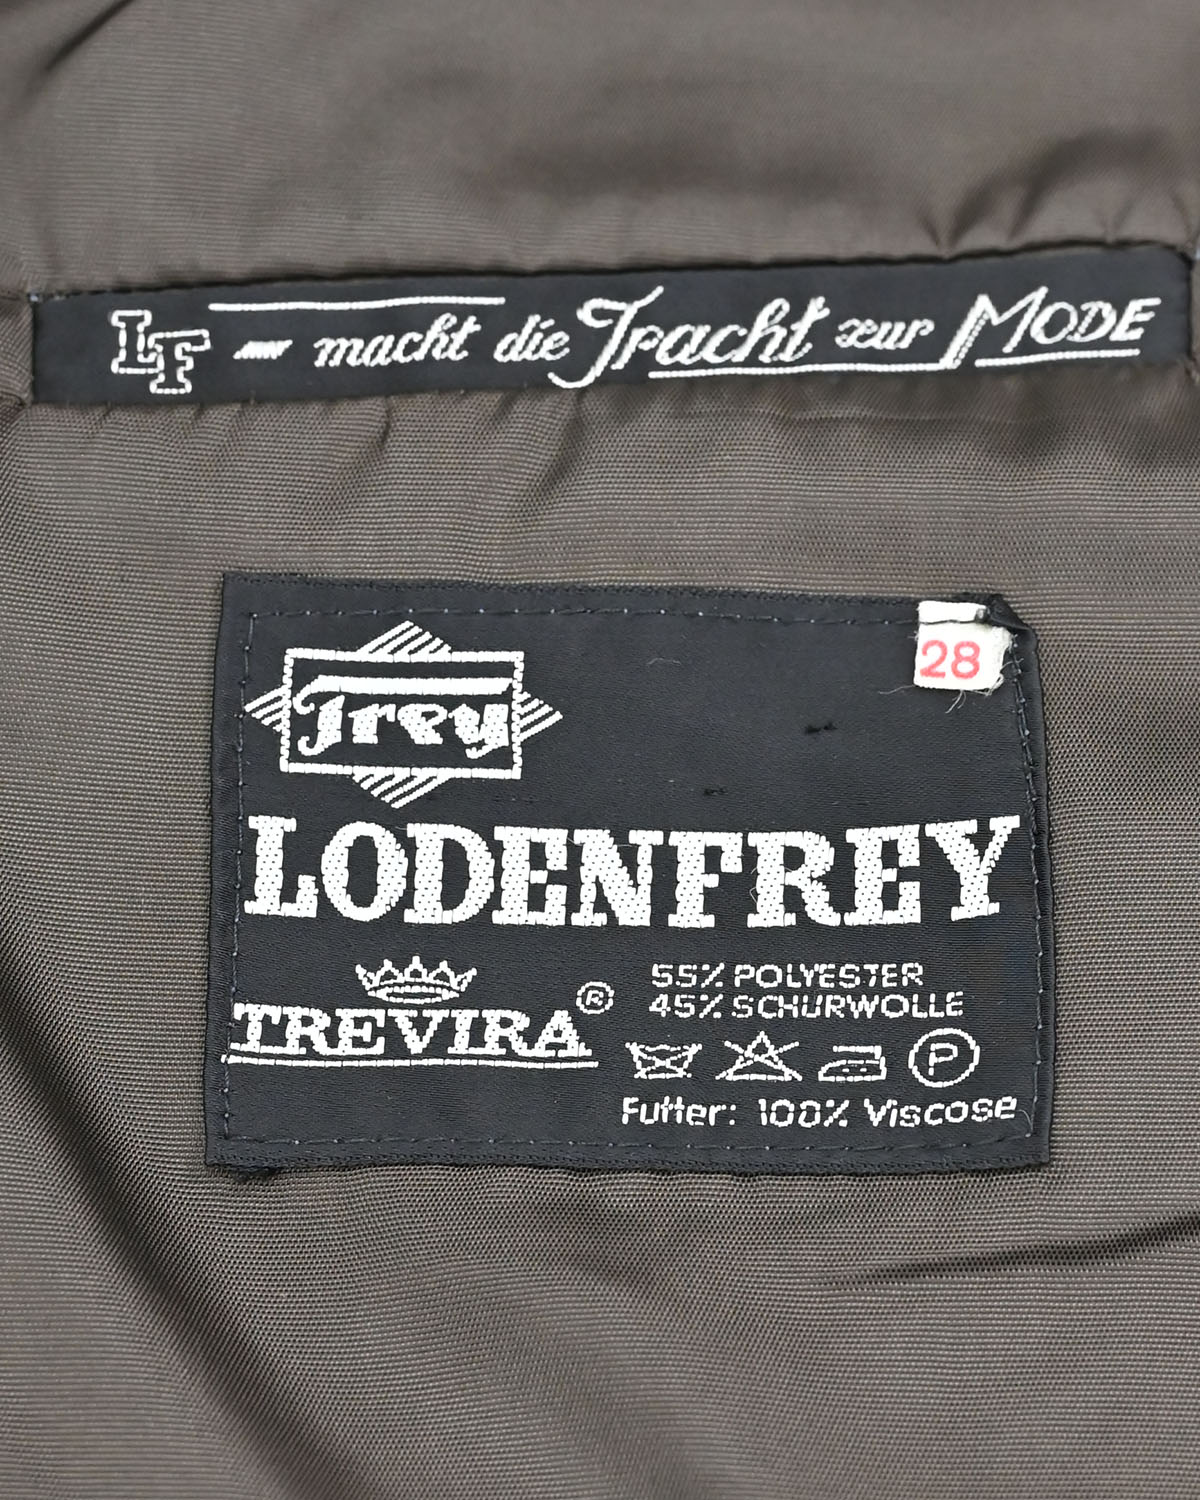 LF - macht die Tracht zur MODE
28
Frey
LODENFREY
TREVIRA®
55% POLYESTER
45% SCHURWOLLE
P
Futter: 100% Viscose